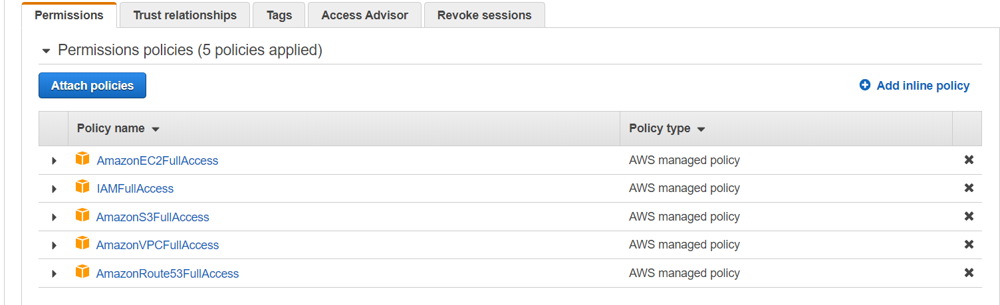 Permissions Trust relationships Tags Access Advisor Revoke sessions
Permissions policies (5 policies applied)
Attach policies Add inline policy
Policy name Policy type
AmazonEC2FullAccess AWS managed policy
IAMFullAccess AWS managed policy
AmazonS3FullAccess AWS managed policy
AmazonVPCFullAccess AWS managed policy
AmazonRoute53FullAccess AWS managed policy